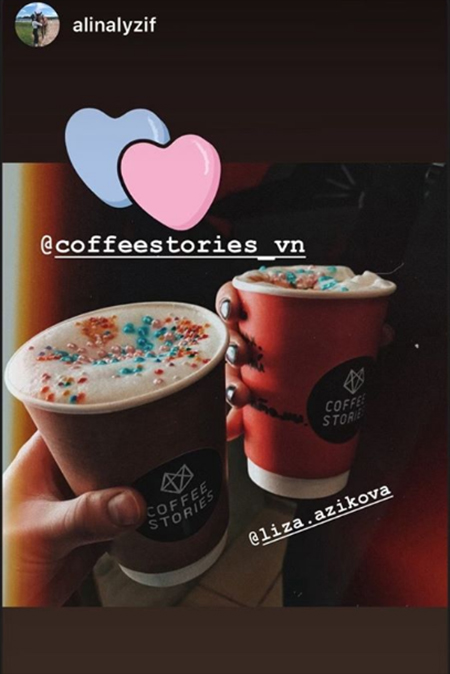 alinalyzif
@coffeestories_vn
COFFEE
STORIES
COFFEE
STORIES
@liza.azikova